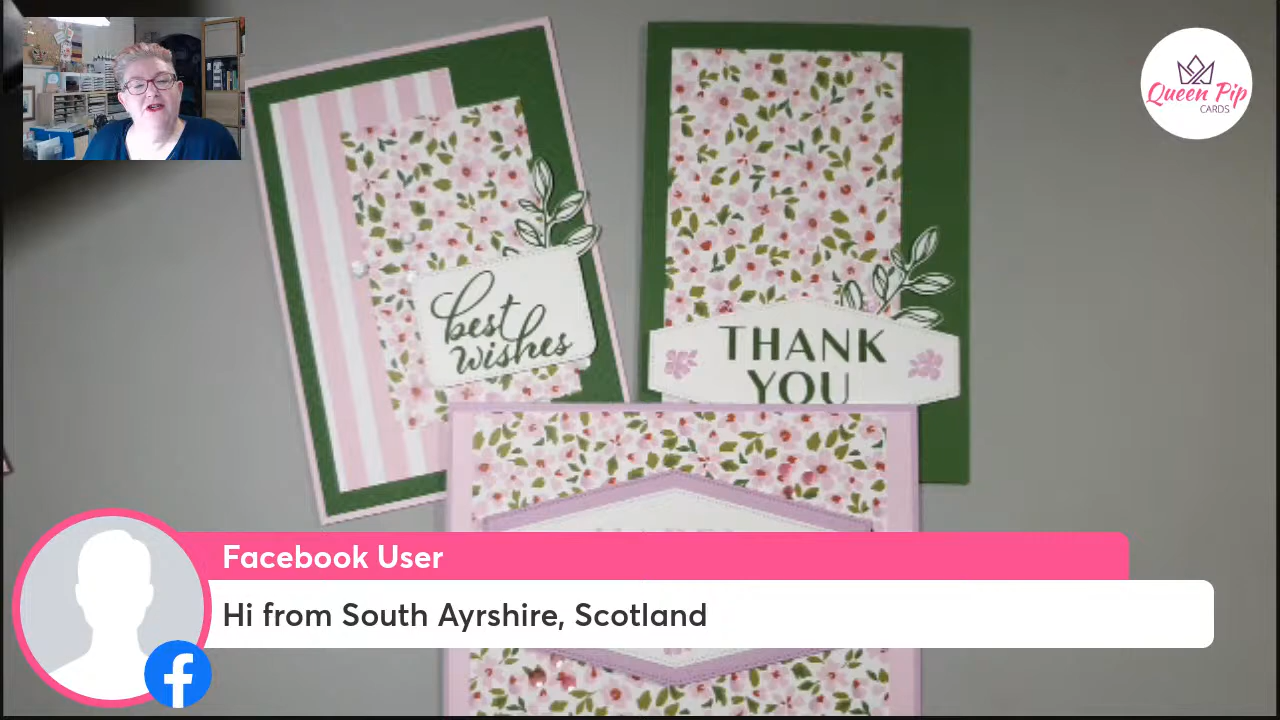 Queen Pip
CARDS
best
wishes
THANK
YOU
Facebook User
Hi from South Ayrshire, Scotland